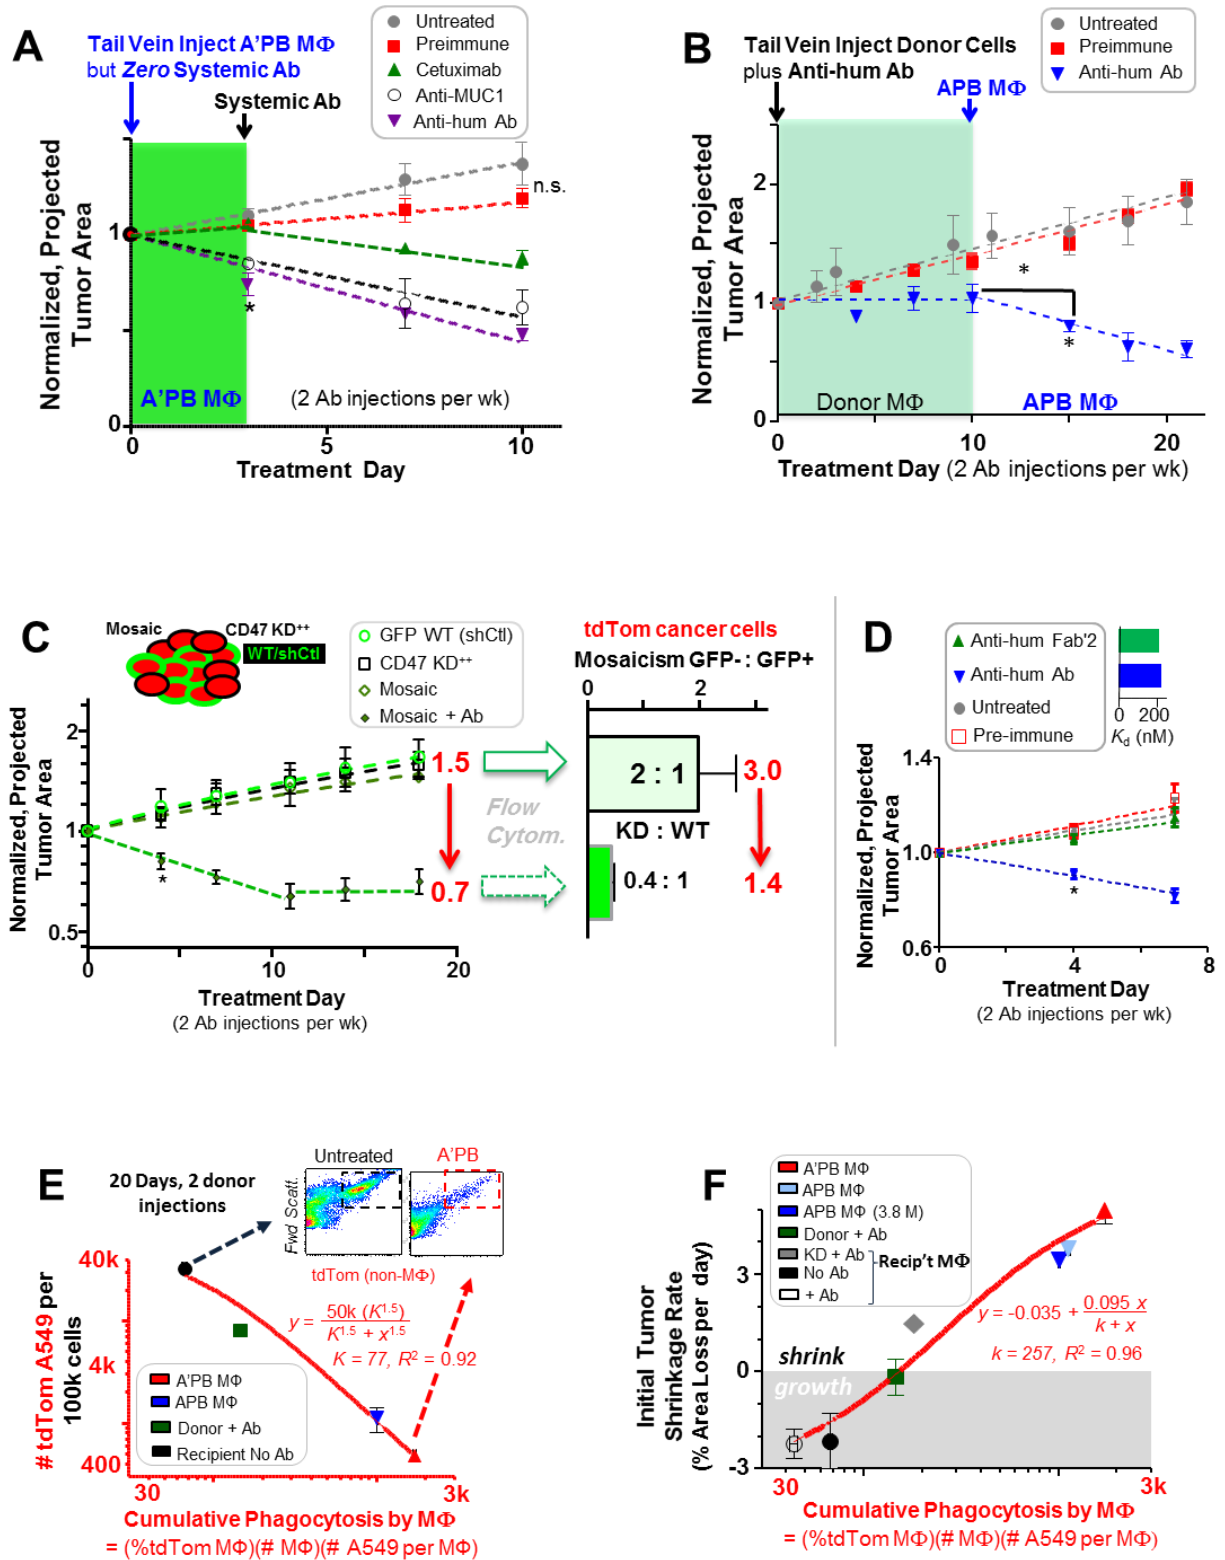 A
Tail Vein Inject A'PB MΦ
but Zero Systemic Ab
Systemic Ab
Untreated
Preimmune
Cetuximab
Anti-MUC1
Anti-hum Ab
n.s.
*
Normalized, Projected
Tumor Area
1
0
A'PB MΦ
(2 Ab injections per wk)
0
5
10
Treatment Day
B
Tail Vein Inject Donor Cells
plus Anti-hum Ab
APB MΦ
Untreated
Preimmune
Anti-hum Ab
Normalized, Projected
Tumor Area
2
1
0
*
*
Donor MΦ
APB MΦ
0
10
20
Treatment Day (2 Ab injections per wk)
C
Mosaic
CD47 KD++
WT/shCtl
GFP WT (shCtl)
CD47 KD++
Mosaic
Mosaic + Ab
Normalized, Projected
Tumor Area
2
1
0.5
*
1.5
0.7
Flow
Cytom.
0
10
20
Treatment Day
(2 Ab injections per wk)
tdTom cancer cells
Mosaicism GFP- : GFP+
0
2
2 : 1
3.0
KD : WT
0.4 : 1
1.4
D
Anti-hum Fab'2
Anti-hum Ab
Untreated
Pre-immune
0
200
Kd (nM)
Normalized, Projected
Tumor Area
1.4
1.0
0.6
*
0
4
8
Treatment Day
(2 Ab injections per wk)
E
20 Days, 2 donor
injections
Untreated
A'PB
Fwd Scatt.
tdTom (non-MΦ)
# tdTom A549 per
100k cells
40k
4k
400
y = 50k (K^1.5) / K^1.5 + x^1.5
K = 77, R² = 0.92
A'PB MΦ
APB MΦ
Donor + Ab
Recipient No Ab
30
3k
Cumulative Phagocytosis by MΦ
= (%tdTom MΦ)(# MΦ)(# A549 per MΦ)
F
A'PB MΦ
APB MΦ
APB MΦ (3.8 M)
Donor + Ab
KD + Ab
No Ab
+ Ab
Recip't MΦ
Initial Tumor
Shrinkage Rate
(% Area Loss per day)
3
0
-3
shrink
growth
y = -0.035 + 0.095 x / k + x
k = 257, R² = 0.96
30
3k
Cumulative Phagocytosis by MΦ
= (%tdTom MΦ)(# MΦ)(# A549 per MΦ)